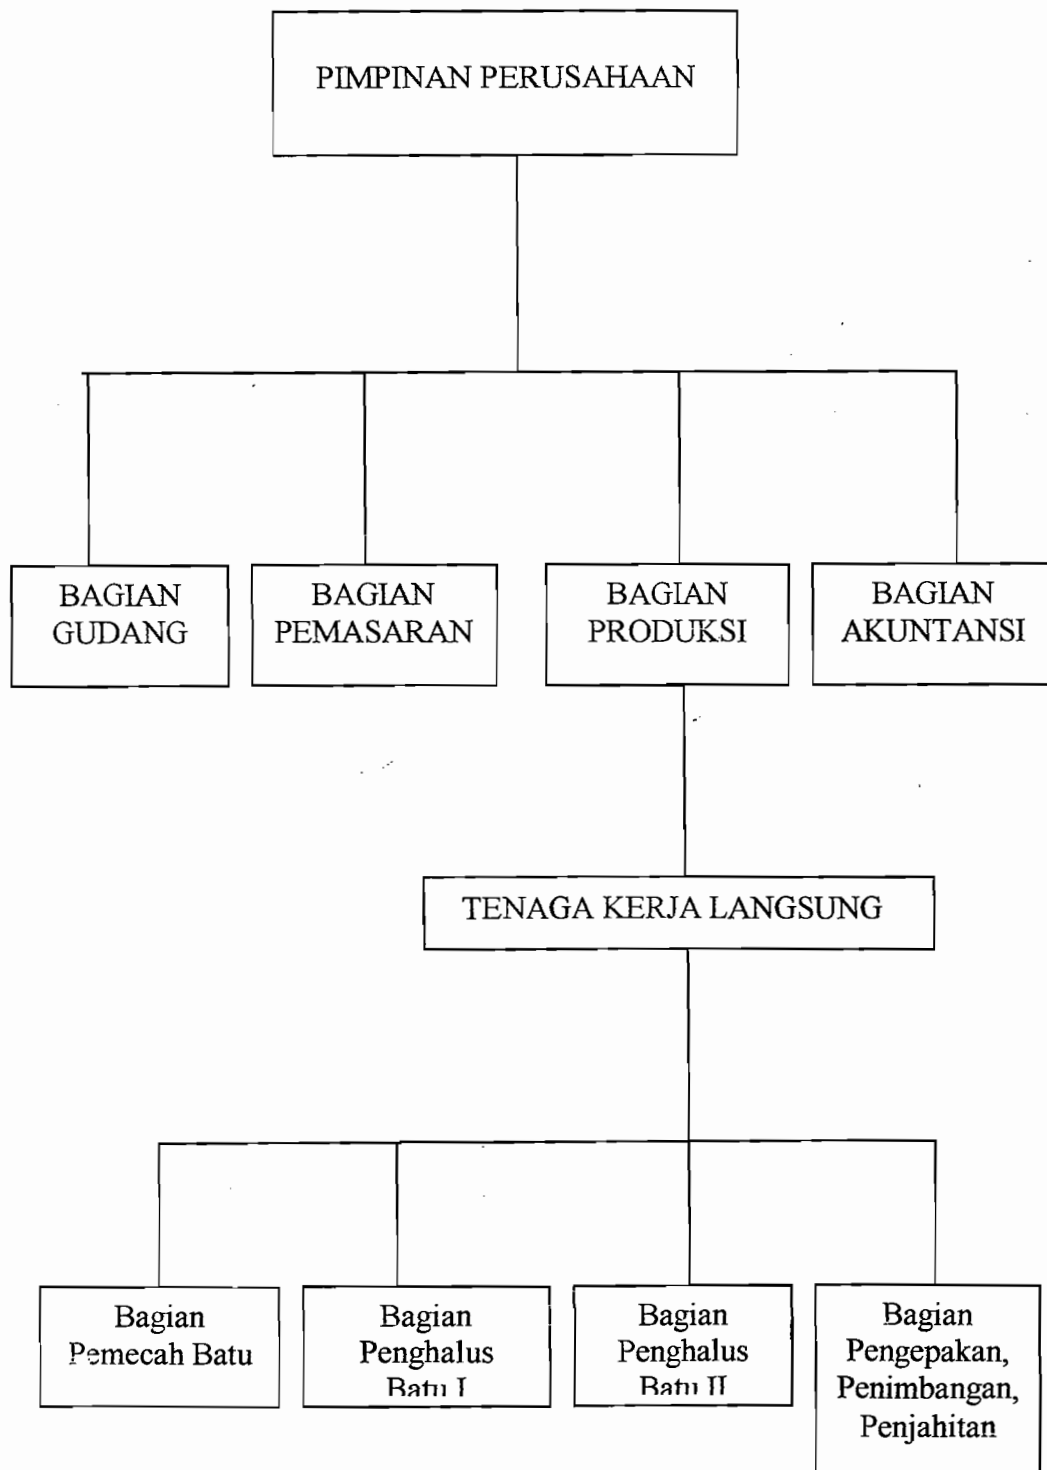 PIMPINAN PERUSAHAAN
BAGIAN
GUDANG
BAGIAN
PEMASARAN
BAGIAN
PRODUKSI
BAGIAN
AKUNTANSI
TENAGA KERJA LANGSUNG
Bagian
Pemecah Batu
Bagian
Penghalus
Batu I
Bagian
Penghalus
Batu II
Bagian
Pengepakan,
Penimbangan,
Penjahitan